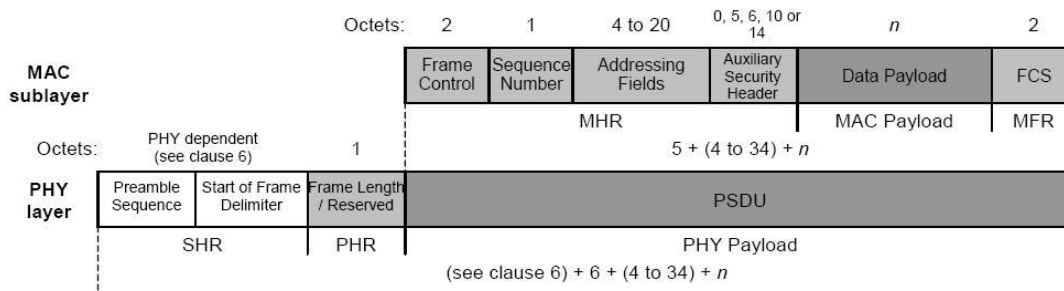 Octets: 2 1 4 to 20 0, 5, 6, 10 or
14 n 2
MAC
sublayer
Frame
Control
Sequence
Number
Addressing
Fields
Auxiliary
Security
Header
Data Payload
FCS
MHR MAC Payload MFR
Octets: PHY dependent
(see clause 6) 1 5 + (4 to 34) + n
PHY
layer
Preamble
Sequence
Start of Frame
Delimiter
Frame Length
/ Reserved
PSDU
SHR PHR PHY Payload
(see clause 6) + 6 + (4 to 34) + n